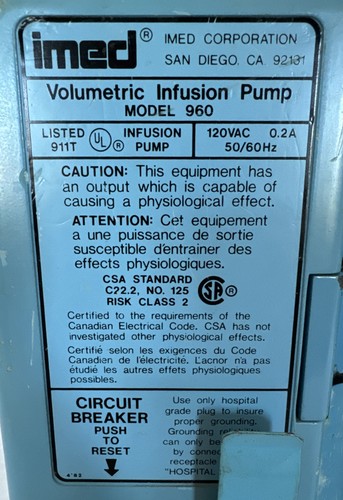 imed® IMED CORPORATION
SAN DIEGO, CA 92131
Volumetric Infusion Pump
MODEL 960
LISTED UL® INFUSION 120VAC 0.2A
911T PUMP 50/60Hz
CAUTION: This equipment has
an output which is capable of
causing a physiological effect.
ATTENTION: Cet equipement
a une puissance de sortie
susceptible d'entrainer des
effects physiologiques.
CSA STANDARD
C22.2, NO. 125
RISK CLASS 2
SA®
Certified to the requirements of the
Canadian Electrical Code. CSA has not
investigated other physiological effects.
Certifié selon les exigences du Code
Canadien de l'électricité. L'acnor n'a pas
étudié les autres effets physiologiques
possibles.
CIRCUIT
BREAKER
PUSH
TO
RESET
4'83
Use only hospital
grade plug to insure
proper grounding.
Grounding
can only be
by
receptacle
"HOSPITAL